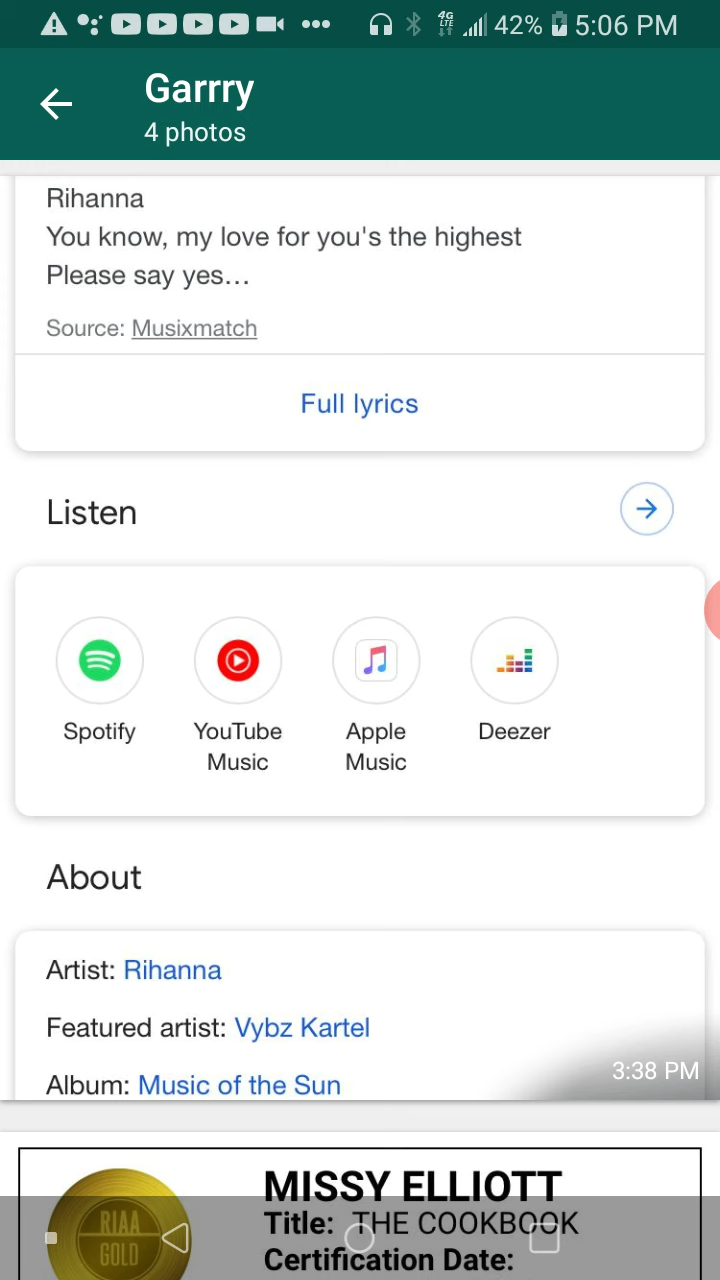 42% 5:06 PM
Garrry
4 photos
Rihanna
You know, my love for you's the highest
Please say yes...
Source: Musixmatch
Full lyrics
Listen
Spotify
YouTube Music
Apple Music
Deezer
About
Artist: Rihanna
Featured artist: Vybz Kartel
Album: Music of the Sun
3:38 PM
RIAA
GOLD
MISSY ELLIOTT
Title: THE COOKBOOK
Certification Date: